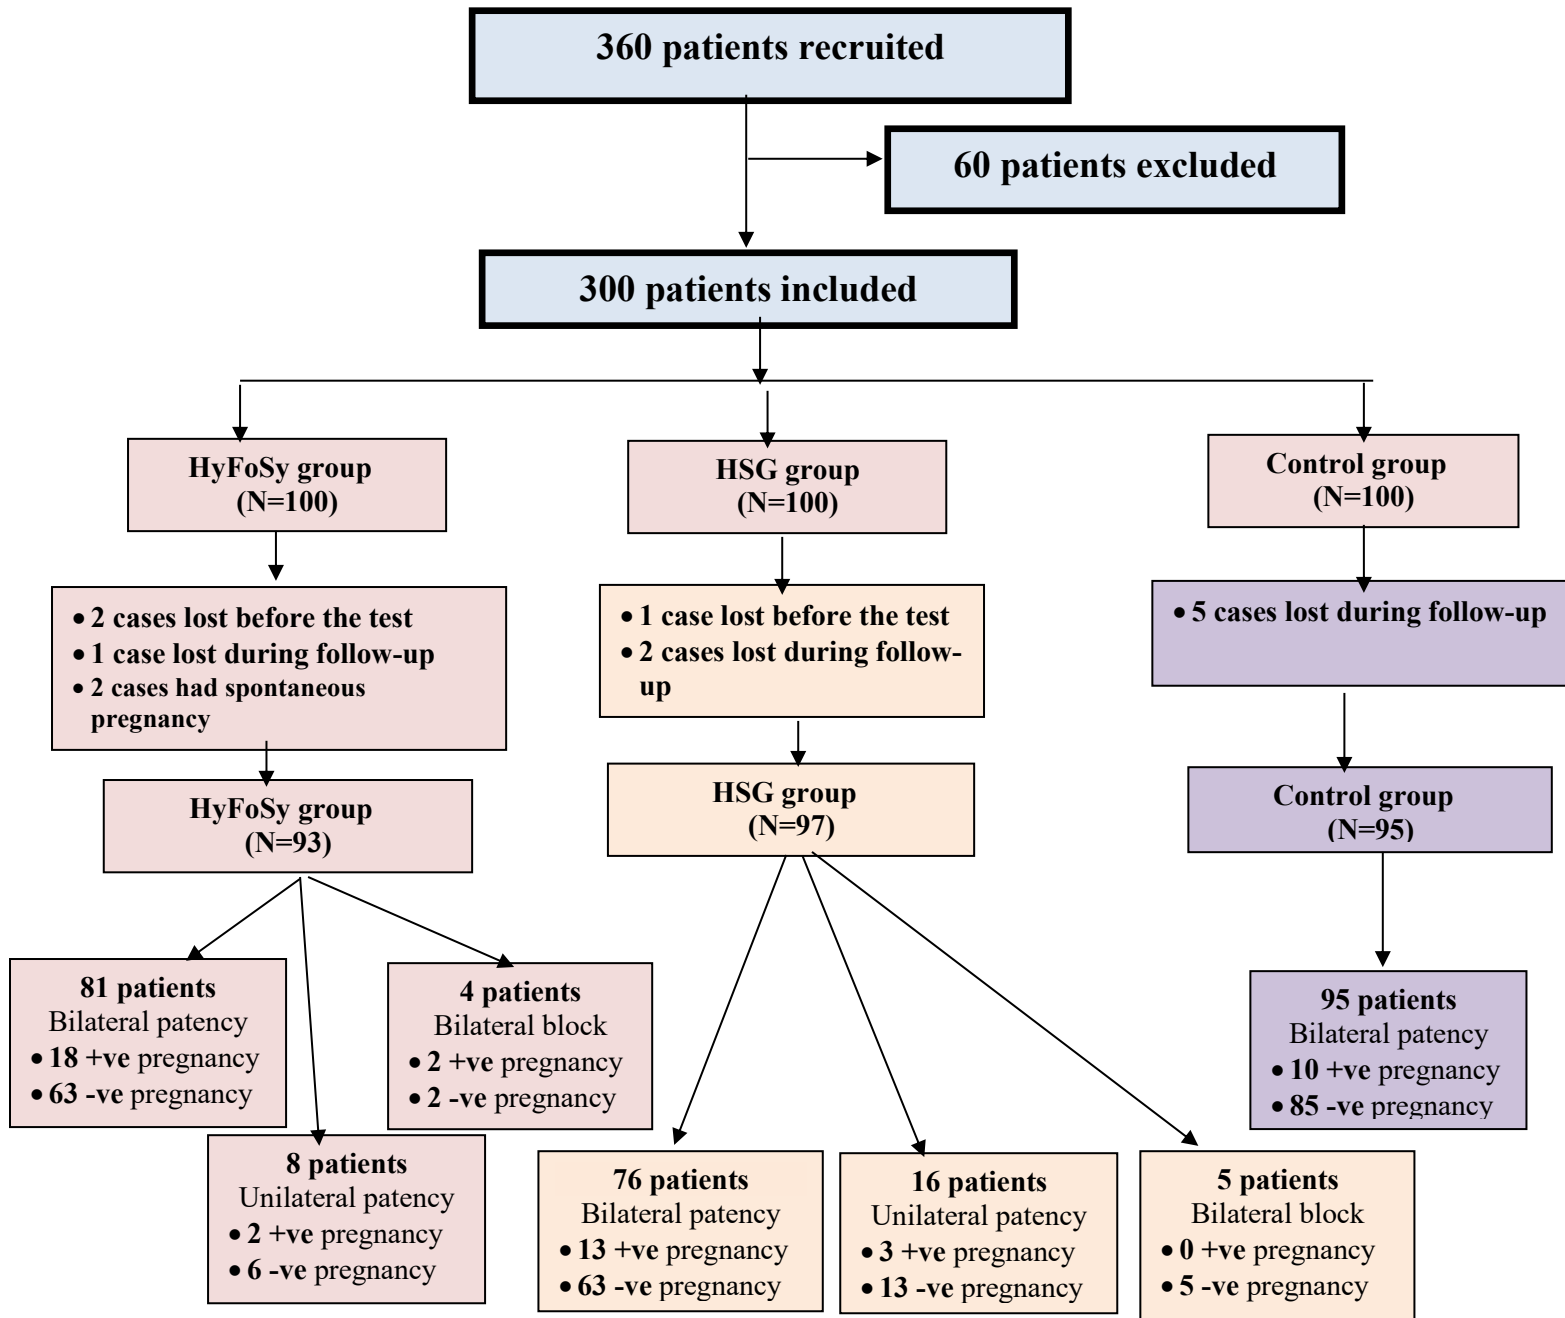 360 patients recruited
60 patients excluded
300 patients included
HyFoSy group
(N=100)
HSG group
(N=100)
Control group
(N=100)
• 2 cases lost before the test
• 1 case lost during follow-up
• 2 cases had spontaneous
pregnancy
• 1 case lost before the test
• 2 cases lost during follow-
up
• 5 cases lost during follow-up
HyFoSy group
(N=93)
HSG group
(N=97)
Control group
(N=95)
81 patients
Bilateral patency
• 18 +ve pregnancy
• 63 -ve pregnancy
4 patients
Bilateral block
• 2 +ve pregnancy
• 2 -ve pregnancy
95 patients
Bilateral patency
• 10 +ve pregnancy
• 85 -ve pregnancy
8 patients
Unilateral patency
• 2 +ve pregnancy
• 6 -ve pregnancy
76 patients
Bilateral patency
• 13 +ve pregnancy
• 63 -ve pregnancy
16 patients
Unilateral patency
• 3 +ve pregnancy
• 13 -ve pregnancy
5 patients
Bilateral block
• 0 +ve pregnancy
• 5 -ve pregnancy